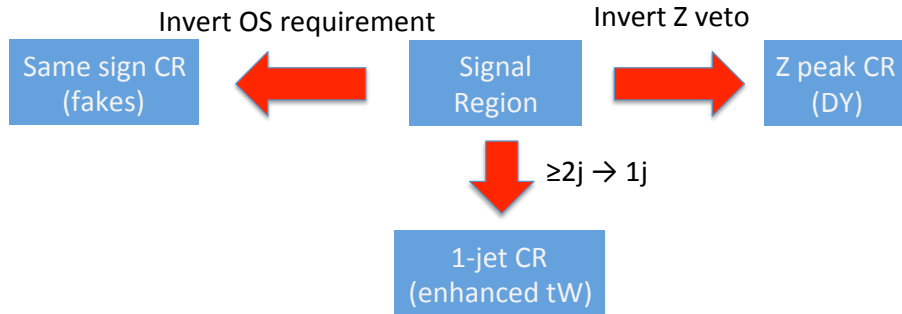 Invert OS requirement
Invert Z veto
Same sign CR
(fakes)
Signal
Region
Z peak CR
(DY)
≥2j → 1j
1-jet CR
(enhanced tW)